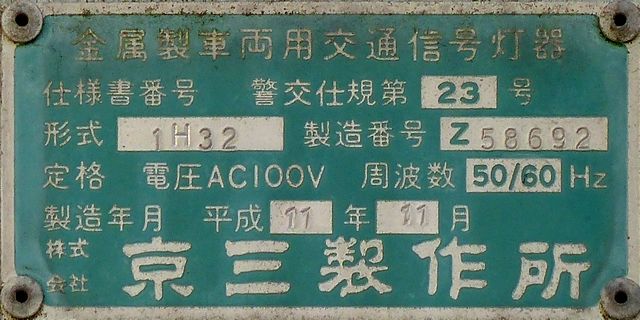 金属製車両用交通信号灯器
仕様書番号 警交仕規第 23 号
形式 1H32 製造番号 Z58692
定格 電圧AC100V 周波数 50/60 Hz
製造年月 平成 11 年 11 月
株式会社 京三製作所